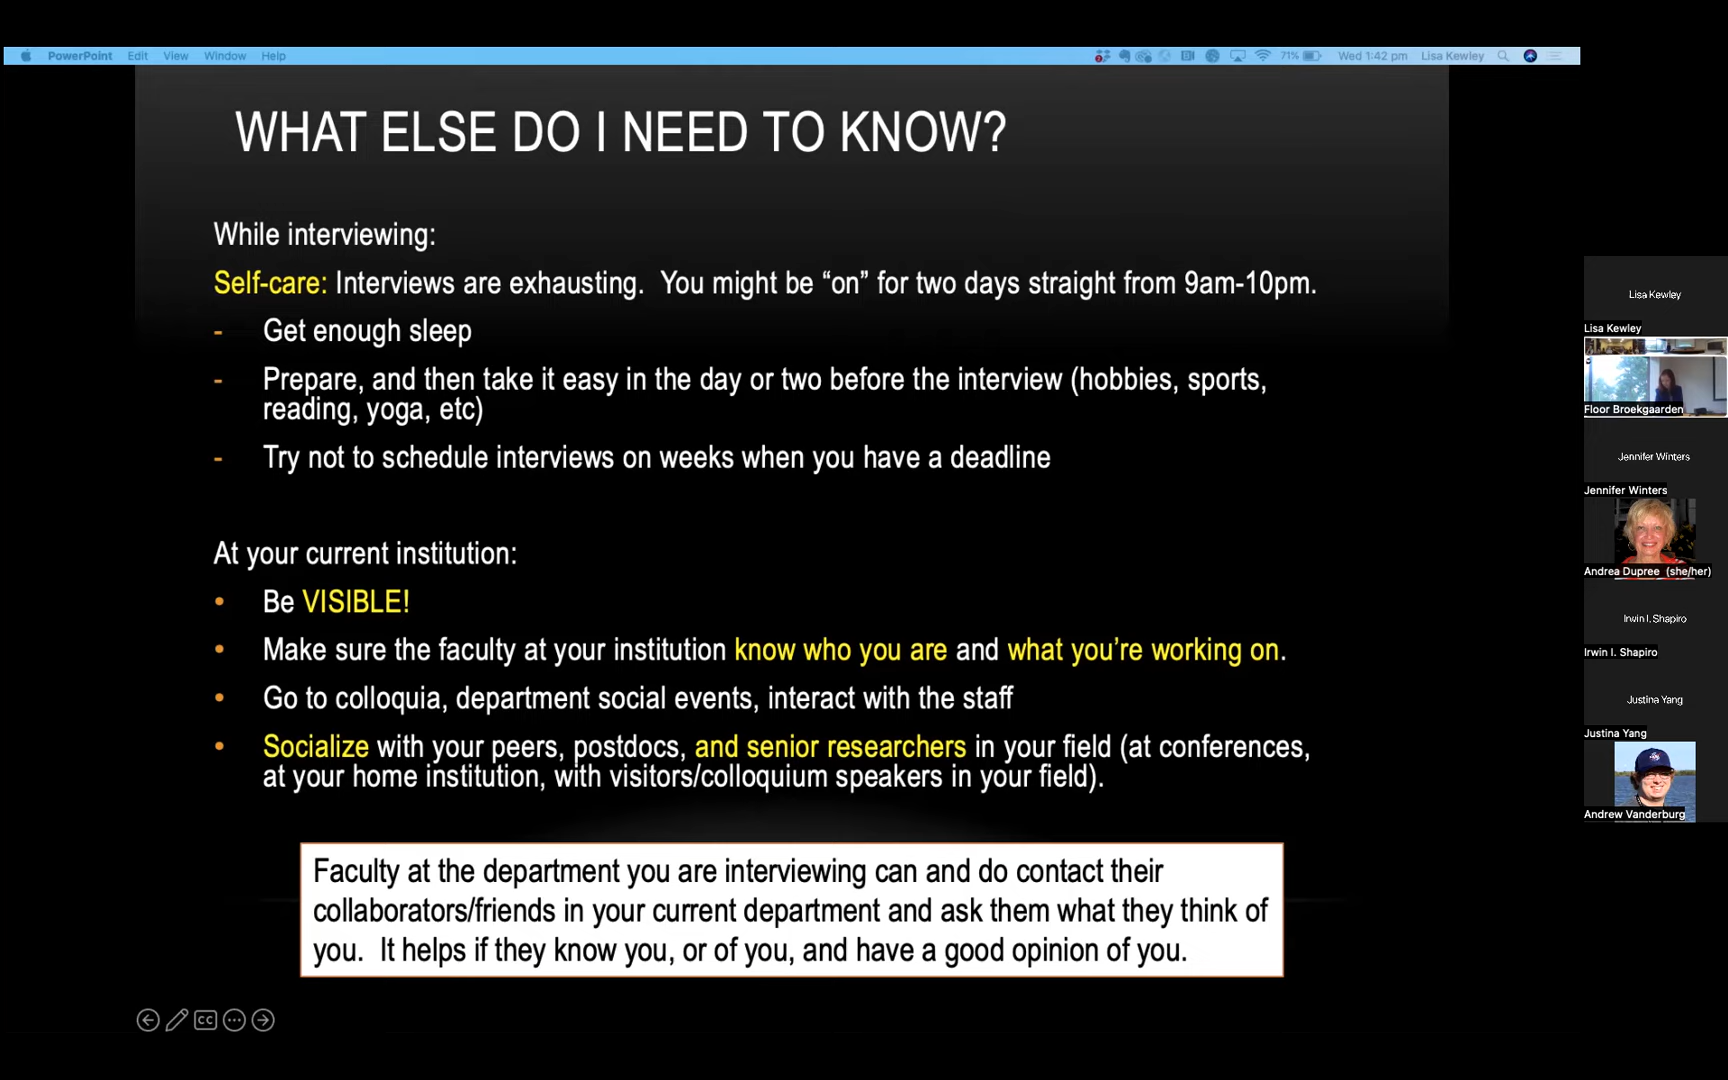 PowerPoint Edit View Window Help 71% Wed 1:42 pm Lisa Kewley
WHAT ELSE DO I NEED TO KNOW?
While interviewing:
Self-care: Interviews are exhausting. You might be “on” for two days straight from 9am-10pm.
- Get enough sleep
- Prepare, and then take it easy in the day or two before the interview (hobbies, sports,
reading, yoga, etc)
- Try not to schedule interviews on weeks when you have a deadline
At your current institution:
• Be VISIBLE!
• Make sure the faculty at your institution know who you are and what you’re working on.
• Go to colloquia, department social events, interact with the staff
• Socialize with your peers, postdocs, and senior researchers in your field (at conferences,
at your home institution, with visitors/colloquium speakers in your field).
Faculty at the department you are interviewing can and do contact their
collaborators/friends in your current department and ask them what they think of
you. It helps if they know you, or of you, and have a good opinion of you.
CC
Lisa Kewley
Lisa Kewley
Floor Broekgaarden
Jennifer Winters
Jennifer Winters
Andrea Dupree (she/her)
Irwin I. Shapiro
Irwin I. Shapiro
Justina Yang
Justina Yang
Andrew Vanderburg